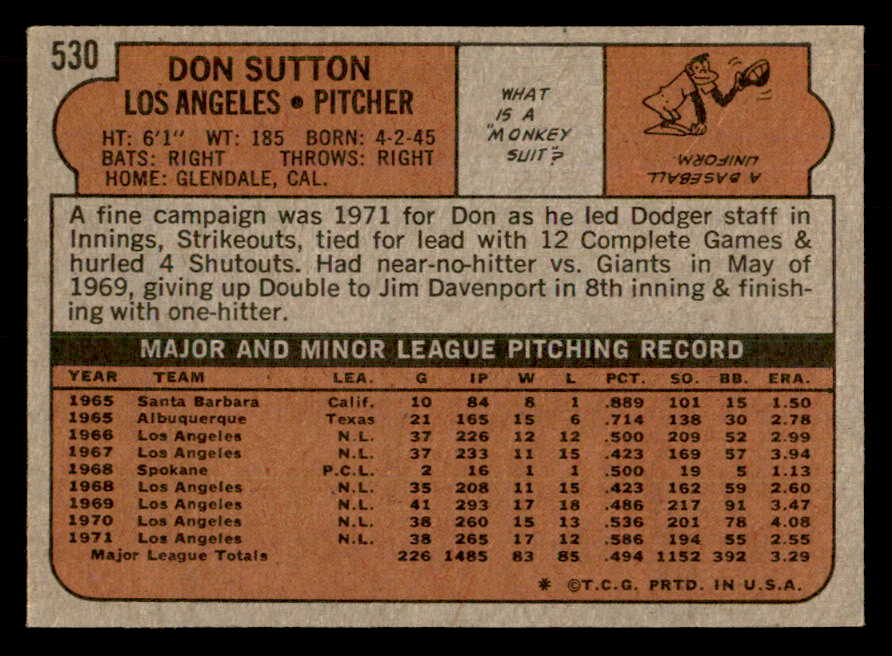 530
DON SUTTON
LOS ANGELES • PITCHER
HT: 6'1" WT: 185 BORN: 4-2-45
BATS: RIGHT THROWS: RIGHT
HOME: GLENDALE, CAL.
WHAT
IS A
"MONKEY
SUIT?
A BASEBALL
UNIFORM.
A fine campaign was 1971 for Don as he led Dodger staff in
Innings, Strikeouts, tied for lead with 12 Complete Games &
hurled 4 Shutouts. Had near-no-hitter vs. Giants in May of
1969, giving up Double to Jim Davenport in 8th inning & finish-
ing with one-hitter.
MAJOR AND MINOR LEAGUE PITCHING RECORD
YEAR TEAM LEA. G IP W L PCT. SO. BB. ERA.
1965 Santa Barbara Calif. 10 84 8 1 .889 101 15 1.50
1965 Albuquerque Texas 21 165 15 6 .714 138 30 2.78
1966 Los Angeles N.L. 37 226 12 12 .500 209 52 2.99
1967 Los Angeles N.L. 37 233 11 15 .423 169 57 3.94
1968 Spokane P.C.L. 2 16 1 1 .500 19 5 1.13
1968 Los Angeles N.L. 35 208 11 15 .423 162 59 2.60
1969 Los Angeles N.L. 41 293 17 18 .486 217 91 3.47
1970 Los Angeles N.L. 38 260 15 13 .536 201 78 4.08
1971 Los Angeles N.L. 38 265 17 12 .586 194 55 2.55
Major League Totals 226 1485 83 85 .494 1152 392 3.29
* ©T.C.G. PRTD. IN U.S.A.